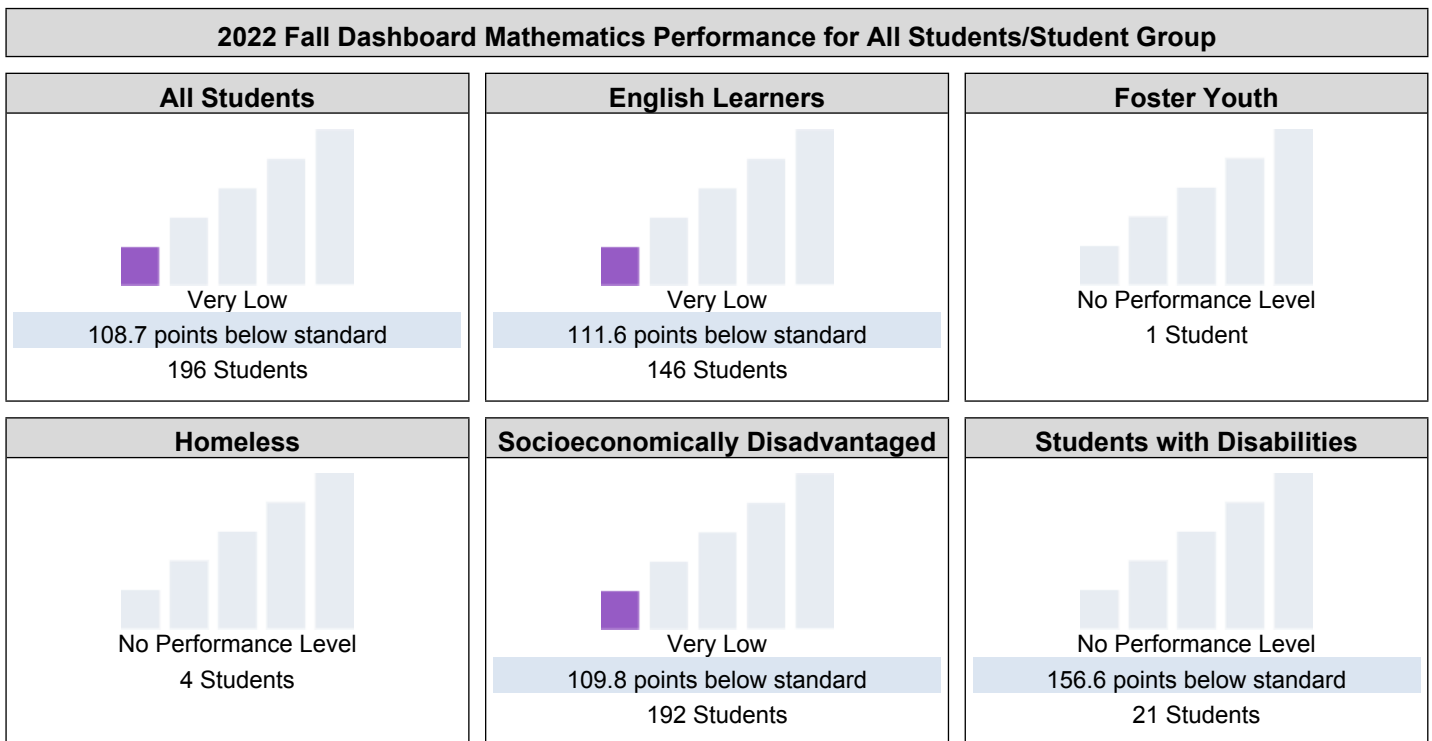 2022 Fall Dashboard Mathematics Performance for All Students/Student Group
All Students
Very Low
108.7 points below standard
196 Students
English Learners
Very Low
111.6 points below standard
146 Students
Foster Youth
No Performance Level
1 Student
Homeless
No Performance Level
4 Students
Socioeconomically Disadvantaged
Very Low
109.8 points below standard
192 Students
Students with Disabilities
No Performance Level
156.6 points below standard
21 Students